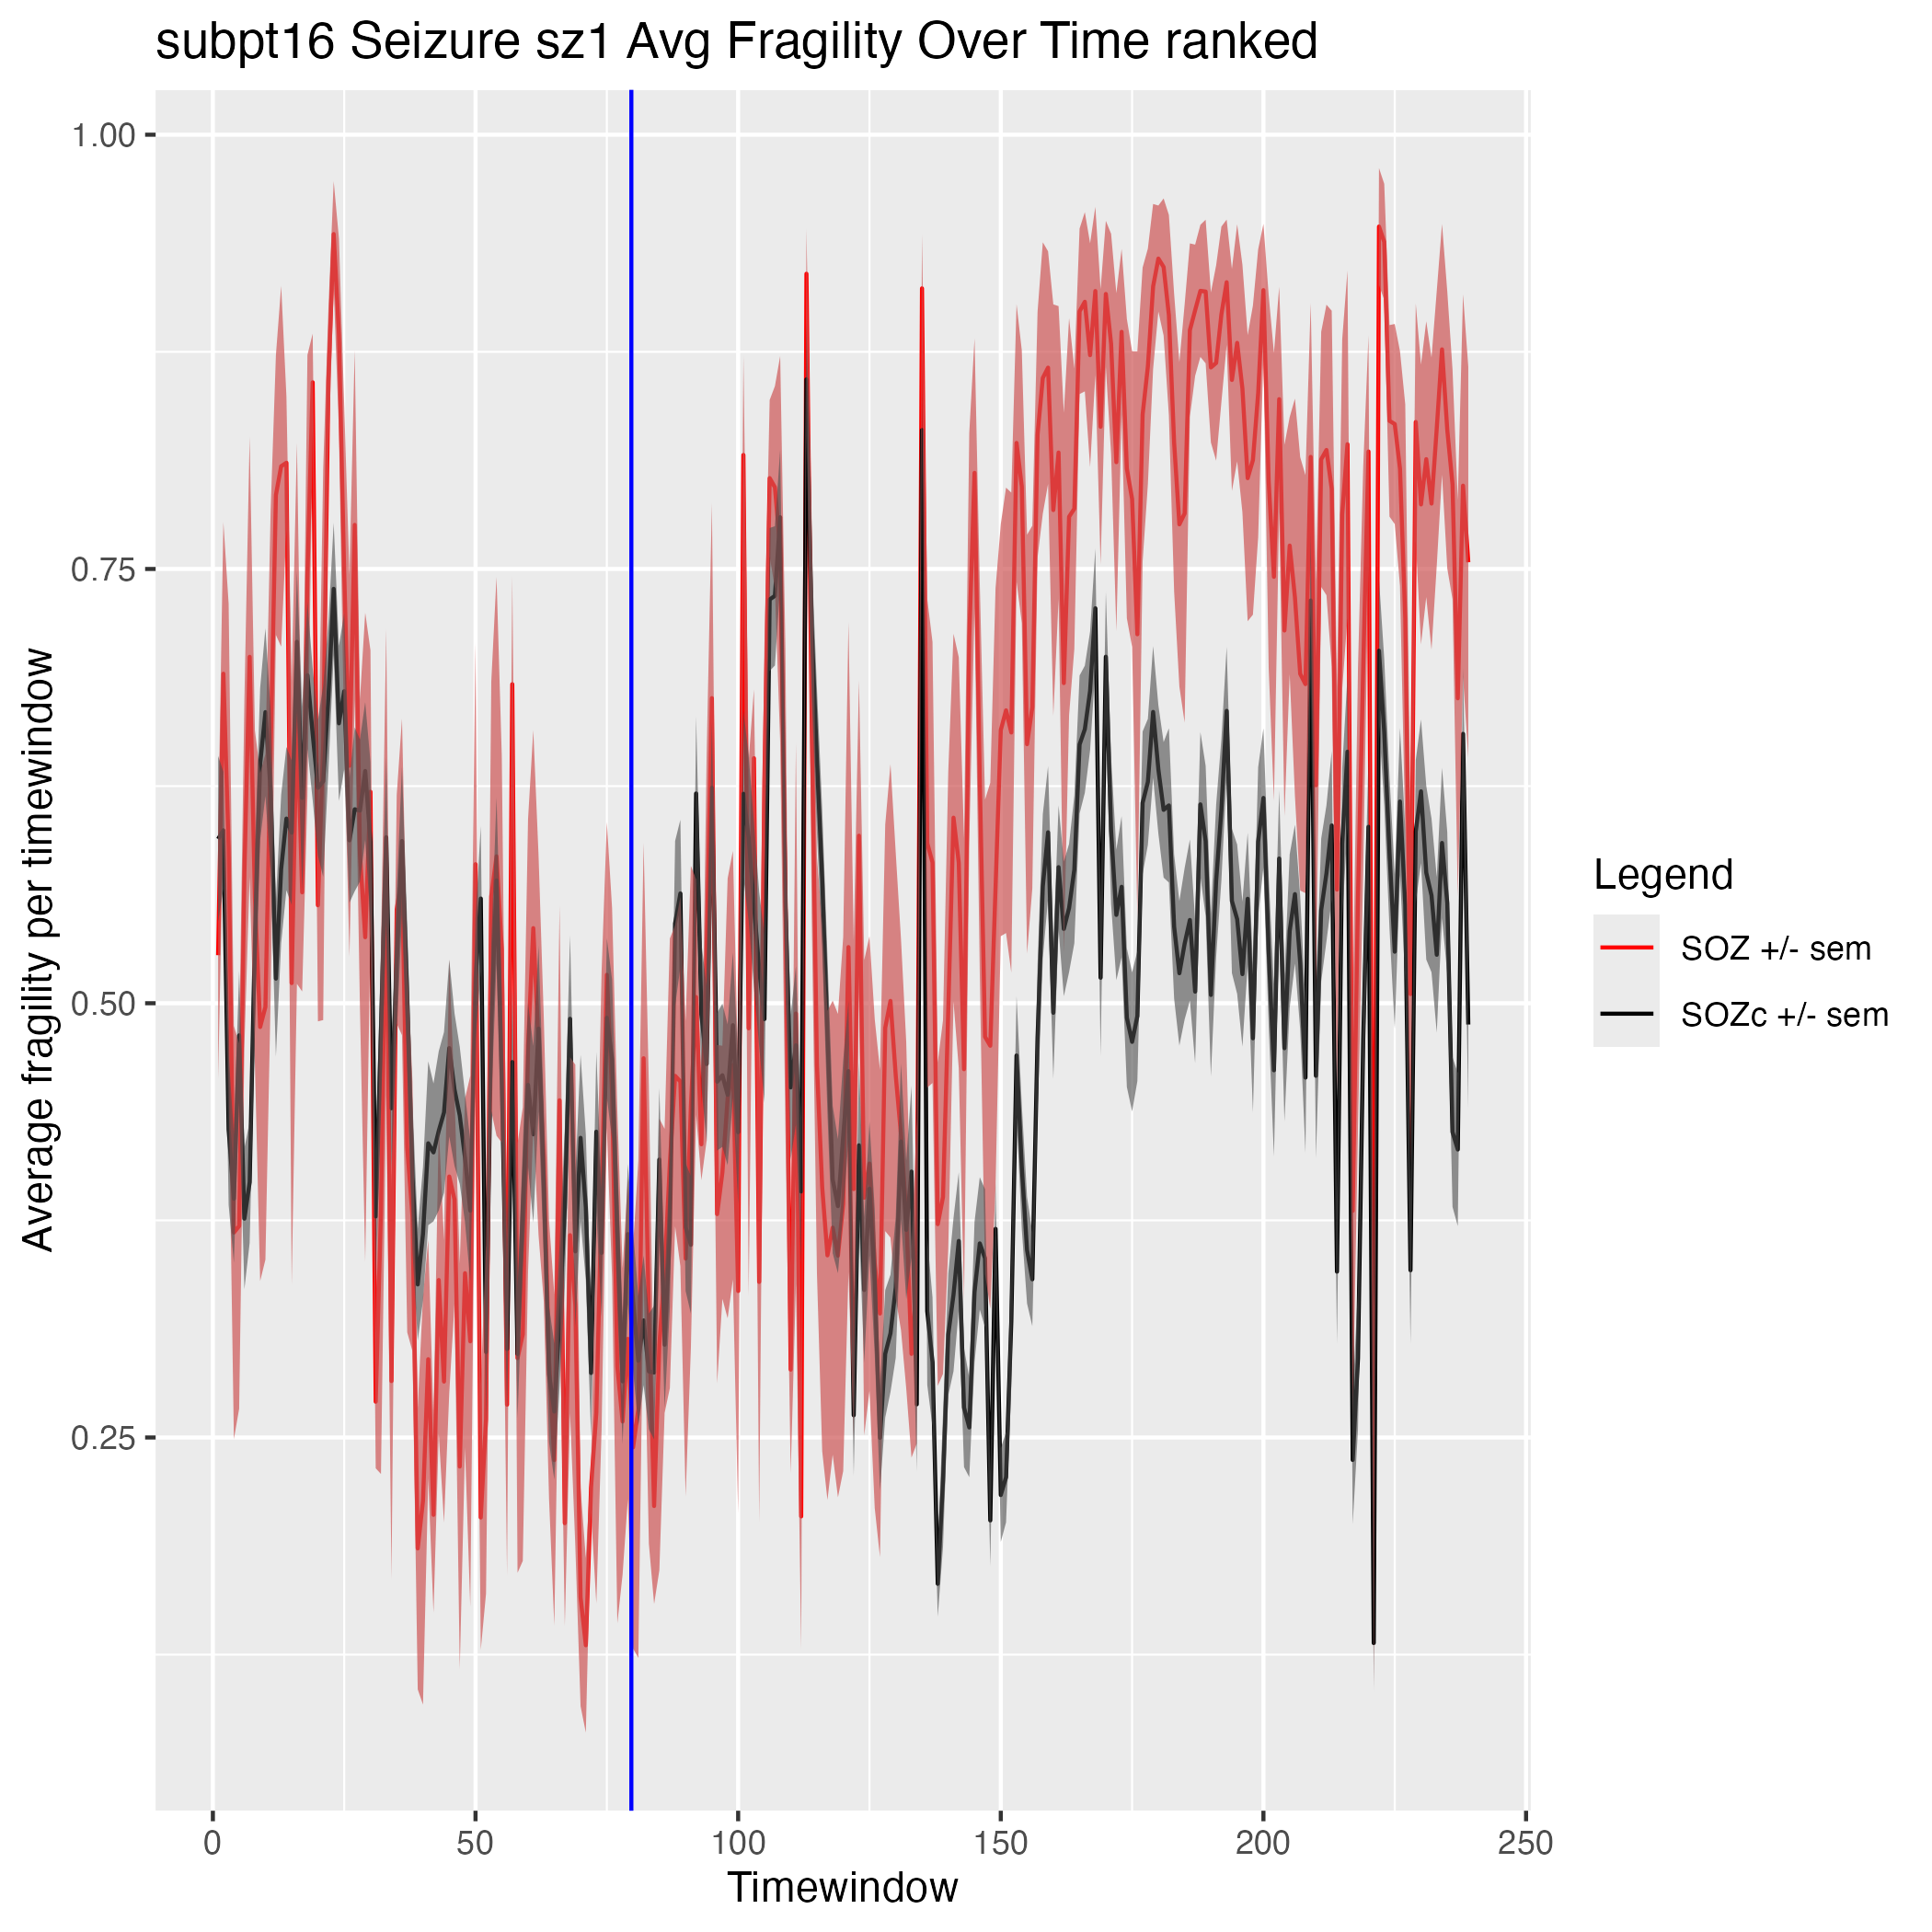 subpt16 Seizure sz1 Avg Fragility Over Time ranked
1.00
0.75
0.50
0.25
Average fragility per timewindow
0 50 100 150 200 250
Timewindow
Legend
SOZ +/- sem
SOZc +/- sem